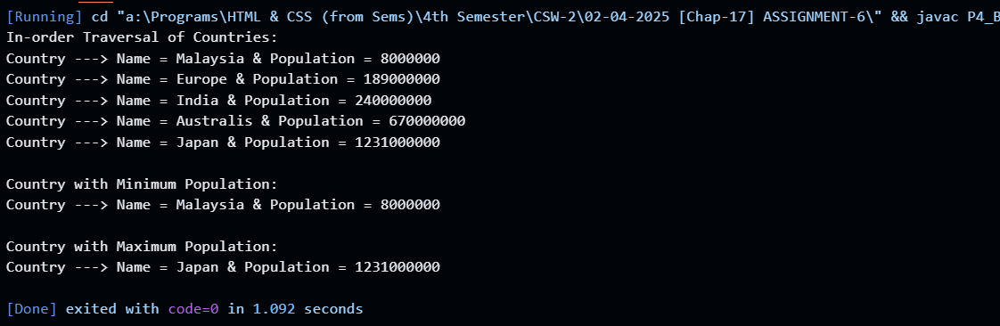 [Running] cd "a:\Programs\HTML & CSS (from Sems)\4th Semester\CSW-2\02-04-2025 [Chap-17] ASSIGNMENT-6\" && javac P4_B
In-order Traversal of Countries:
Country ---> Name = Malaysia & Population = 8000000
Country ---> Name = Europe & Population = 189000000
Country ---> Name = India & Population = 240000000
Country ---> Name = Australis & Population = 670000000
Country ---> Name = Japan & Population = 1231000000
Country with Minimum Population:
Country ---> Name = Malaysia & Population = 8000000
Country with Maximum Population:
Country ---> Name = Japan & Population = 1231000000
[Done] exited with code=0 in 1.092 seconds